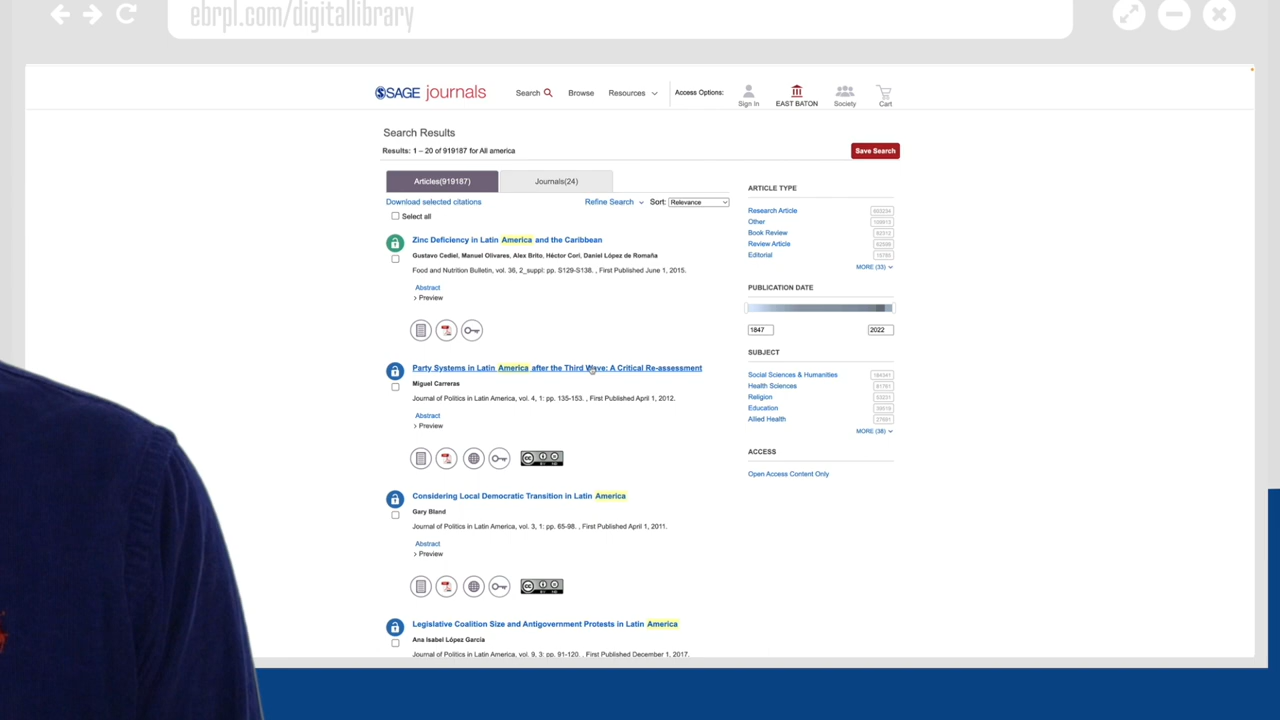 ebrpl.com/digitallibrary
SAGE journals Search Browse Resources Access Options: Sign In EAST BATON Society Cart
Search Results
Results: 1 – 20 of 919187 for All america
Save Search
Articles(919187) Journals(24)
Download selected citations Refine Search Sort: Relevance
Select all
Zinc Deficiency in Latin America and the Caribbean
Gustavo Cediel, Manuel Olivares, Alex Brito, Héctor Cori, Daniel López de Romaña
Food and Nutrition Bulletin, vol. 36, 2_suppl: pp. S129-S138. , First Published June 1, 2015.
Abstract
> Preview
Party Systems in Latin America after the Third Wave: A Critical Re-assessment
Miguel Carreras
Journal of Politics in Latin America, vol. 4, 1: pp. 135-153. , First Published April 1, 2012.
Abstract
> Preview
Considering Local Democratic Transition in Latin America
Gary Bland
Journal of Politics in Latin America, vol. 3, 1: pp. 65-98. , First Published April 1, 2011.
Abstract
> Preview
Legislative Coalition Size and Antigovernment Protests in Latin America
Ana Isabel López García
Journal of Politics in Latin America, vol. 9, 3: pp. 91-120. , First Published December 1, 2017.
ARTICLE TYPE
Research Article
Other
Book Review
Review Article
Editorial
MORE (33)
PUBLICATION DATE
1847 2022
SUBJECT
Social Sciences & Humanities
Health Sciences
Religion
Education
Allied Health
MORE (38)
ACCESS
Open Access Content Only